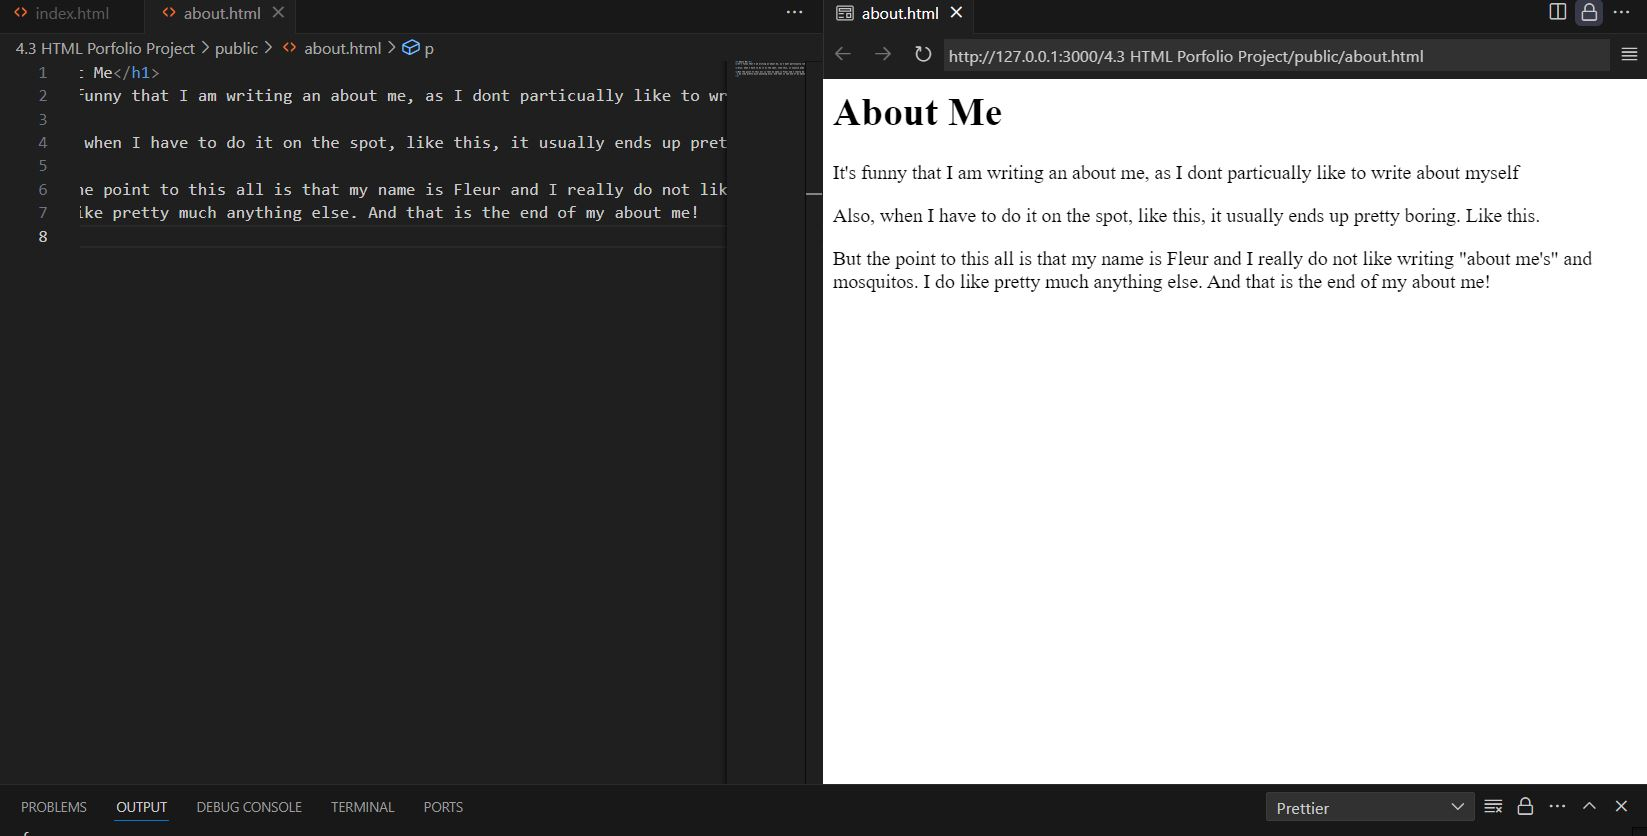 index.html
about.html
about.html
4.3 HTML Porfolio Project > public > about.html > p
http://127.0.0.1:3000/4.3 HTML Porfolio Project/public/about.html
1 t Me</h1>
2 funny that I am writing an about me, as I dont particually like to wr
3
4 when I have to do it on the spot, like this, it usually ends up pret
5
6 he point to this all is that my name is Fleur and I really do not lik
7 ike pretty much anything else. And that is the end of my about me!
8
About Me
It's funny that I am writing an about me, as I dont particually like to write about myself
Also, when I have to do it on the spot, like this, it usually ends up pretty boring. Like this.
But the point to this all is that my name is Fleur and I really do not like writing "about me's" and
mosquitos. I do like pretty much anything else. And that is the end of my about me!
PROBLEMS OUTPUT DEBUG CONSOLE TERMINAL PORTS
Prettier